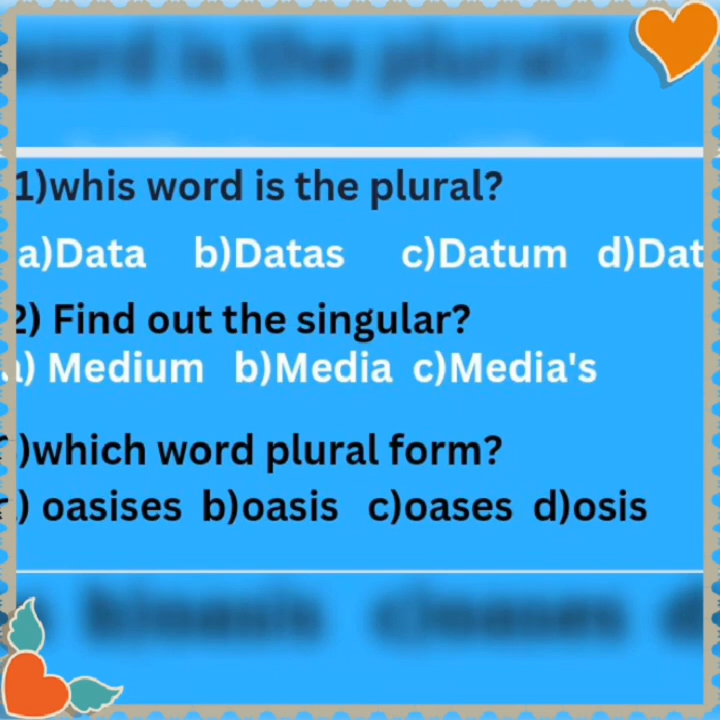 1)whis word is the plural?
a)Data b)Datas c)Datum d)Dat
2) Find out the singular?
) Medium b)Media c)Media's
)which word plural form?
) oasises b)oasis c)oases d)osis